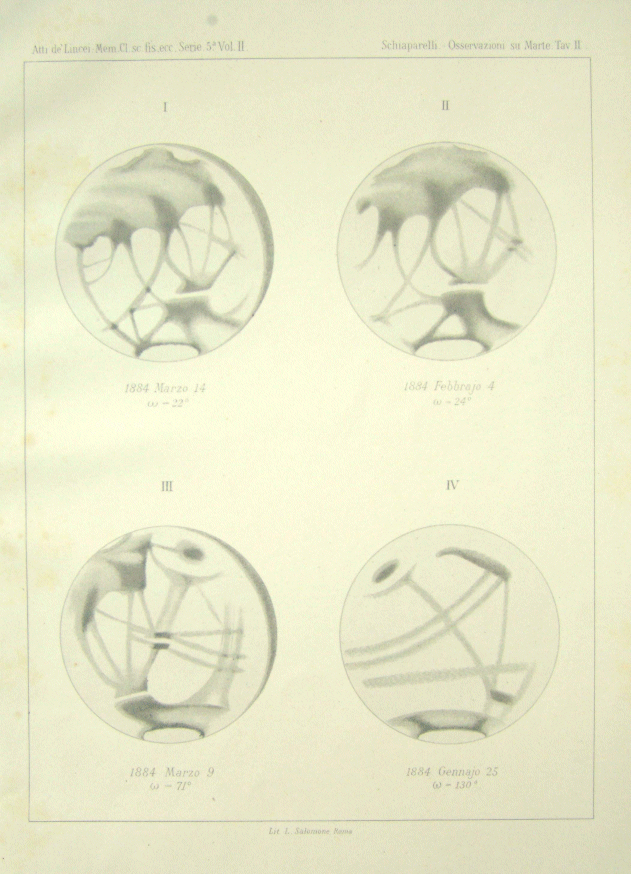 Atti de' Lincei. Mem. Cl. sc. fis. ecc. Serie 5ª Vol. II.
Schiaparelli - Osservazioni su Marte Tav. II
I
II
1884 Marzo 14
ω = 22°
1884 Febbrajo 4
ω = 24°
III
IV
1884 Marzo 9
ω = 71°
1884 Gennajo 25
ω = 130°
Lit. L. Salomone Roma